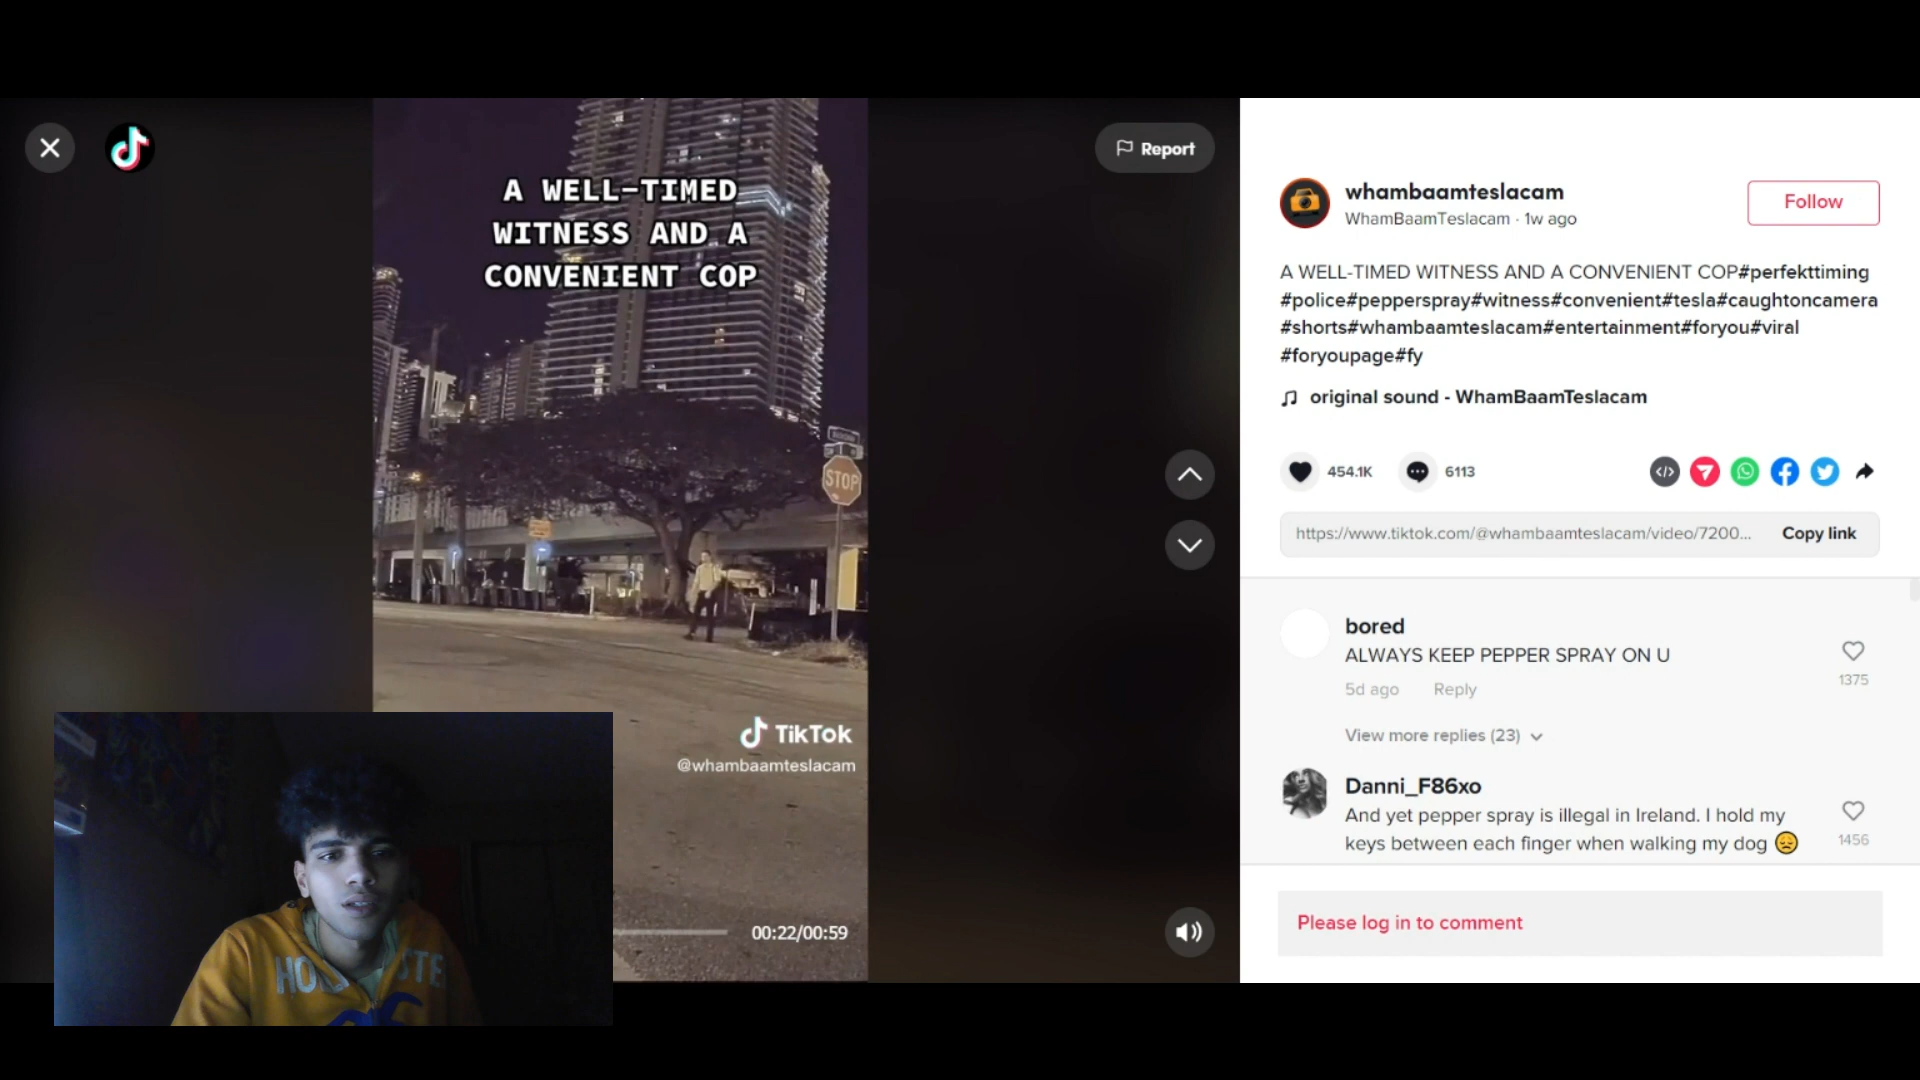 Report
A WELL-TIMED
WITNESS AND A
CONVENIENT COP
STOP
TikTok
@whambaamteslacam
00:22/00:59
whambaamteslacam
WhamBaamTeslacam · 1w ago
Follow
A WELL-TIMED WITNESS AND A CONVENIENT COP#perfekttiming
#police#pepperspray#witness#convenient#tesla#caughtoncamera
#shorts#whambaamteslacam#entertainment#foryou#viral
#foryoupage#fy
original sound - WhamBaamTeslacam
454.1K
6113
https://www.tiktok.com/@whambaamteslacam/video/7200...
Copy link
bored
ALWAYS KEEP PEPPER SPRAY ON U
5d ago Reply
1375
View more replies (23)
Danni_F86xo
And yet pepper spray is illegal in Ireland. I hold my
keys between each finger when walking my dog 😞
1456
Please log in to comment